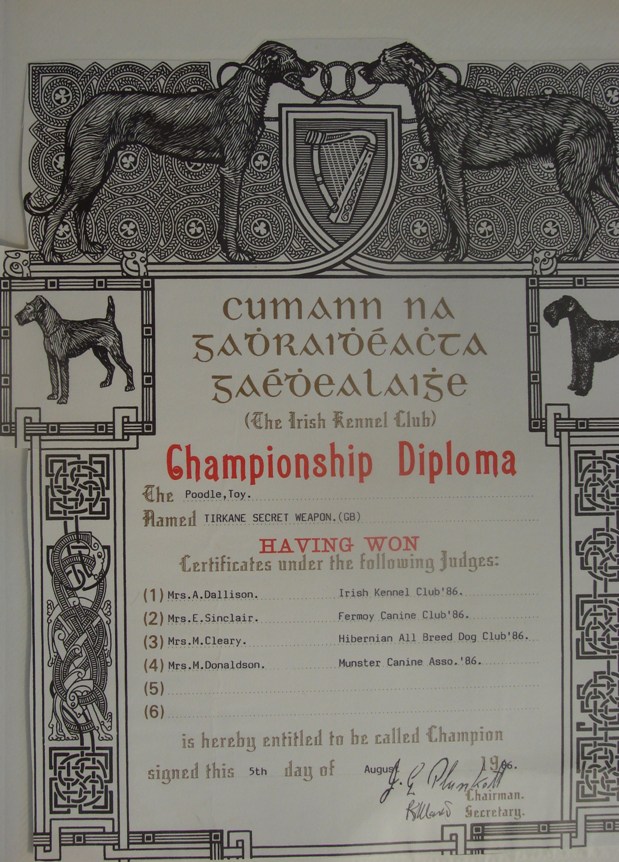 Cumann na
Gaḋraiḋéaċta
Gaéḋealaiġe
(The Irish Kennel Club)
Championship Diploma
The Poodle,Toy.
Named TIRKANE SECRET WEAPON.(GB)
HAVING WON
Certificates under the following Judges:
(1) Mrs.A.Dallison. Irish Kennel Club'86.
(2) Mrs.E.Sinclair. Fermoy Canine Club'86.
(3) Mrs.M.Cleary. Hibernian All Breed Dog Club'86.
(4) Mrs.M.Donaldson. Munster Canine Asso.'86.
(5)
(6)
is hereby entitled to be called Champion
signed this 5th day of August 1986.
J. G. Plunkett
Chairman.
Secretary.